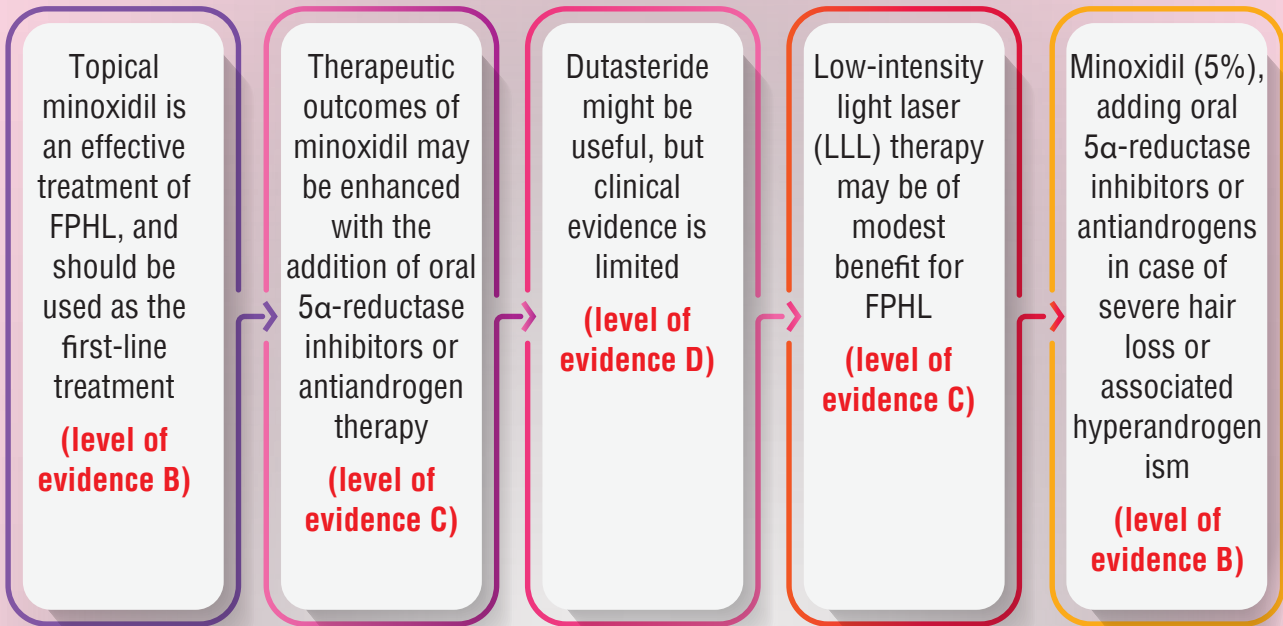 Topical
minoxidil is
an effective
treatment of
FPHL, and
should be
used as the
first-line
treatment
(level of
evidence B)
Therapeutic
outcomes of
minoxidil may
be enhanced
with the
addition of oral
5α-reductase
inhibitors or
antiandrogen
therapy
(level of
evidence C)
Dutasteride
might be
useful, but
clinical
evidence is
limited
(level of
evidence D)
Low-intensity
light laser
(LLL) therapy
may be of
modest
benefit for
FPHL
(level of
evidence C)
Minoxidil (5%),
adding oral
5α-reductase
inhibitors or
antiandrogens
in case of
severe hair
loss or
associated
hyperandrogen
ism
(level of
evidence B)